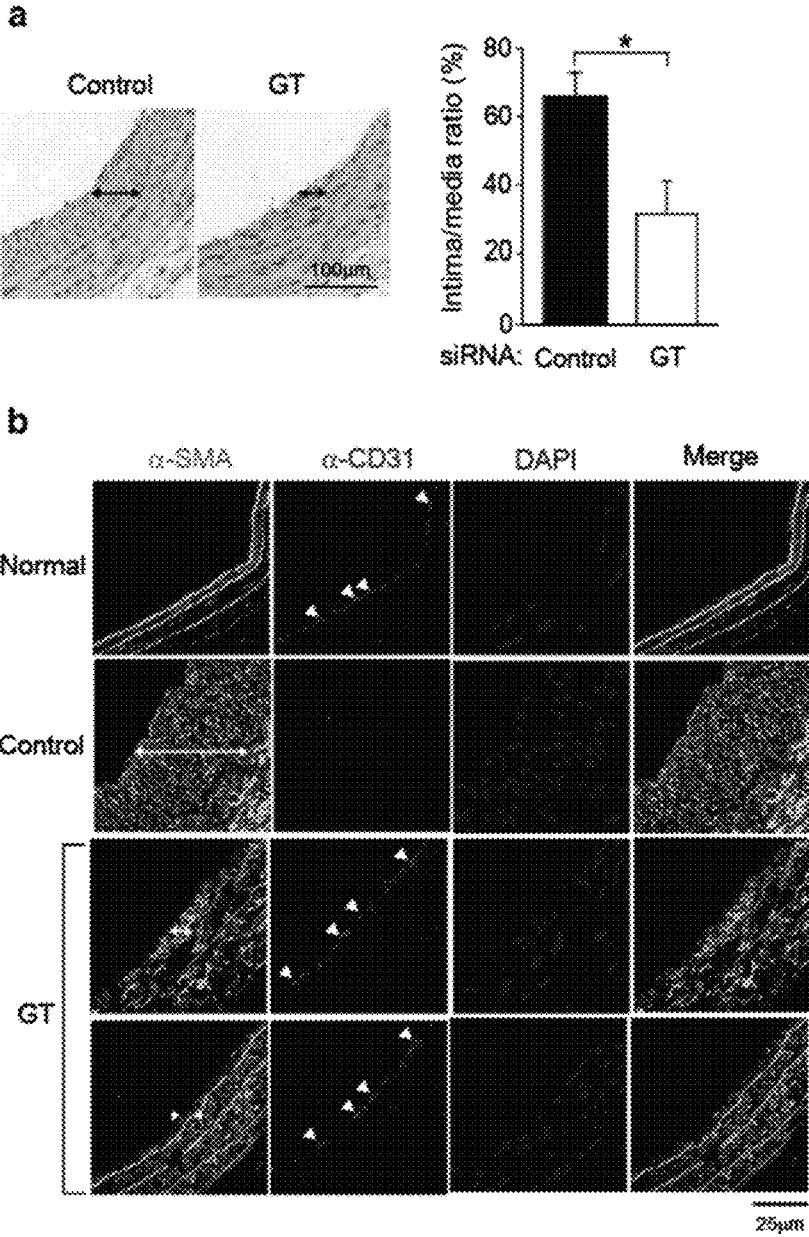 a
Control GT
100μm
*
Intima/media ratio (%)
80
60
40
20
0
siRNA: Control GT
b
α-SMA α-CD31 DAPI Merge
Normal
Control
GT
25μm